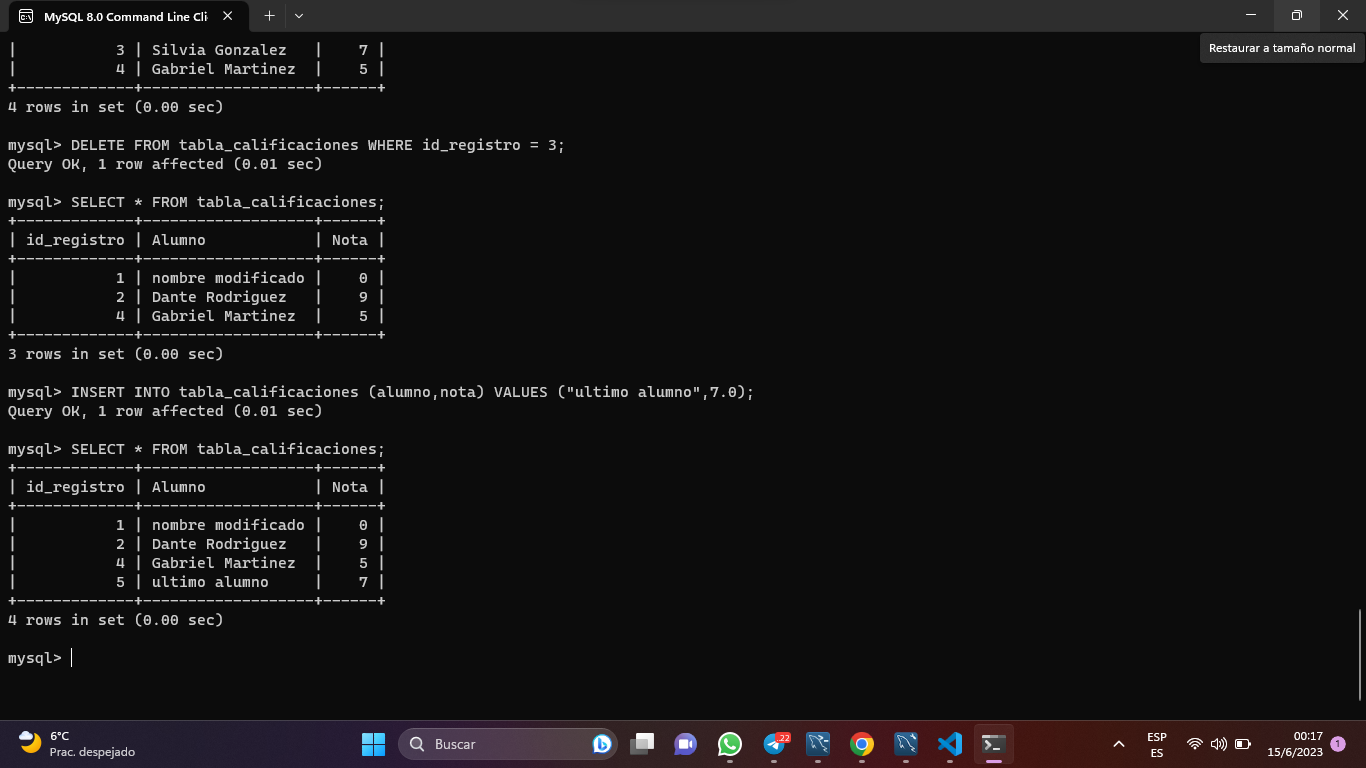 MySQL 8.0 Command Line Cli
Restaurar a tamaño normal
|           3 | Silvia Gonzalez   |    7 |
|           4 | Gabriel Martinez  |    5 |
+-------------+-------------------+------+
4 rows in set (0.00 sec)
mysql> DELETE FROM tabla_calificaciones WHERE id_registro = 3;
Query OK, 1 row affected (0.01 sec)
mysql> SELECT * FROM tabla_calificaciones;
+-------------+-------------------+------+
| id_registro | Alumno            | Nota |
+-------------+-------------------+------+
|           1 | nombre modificado |    0 |
|           2 | Dante Rodriguez   |    9 |
|           4 | Gabriel Martinez  |    5 |
+-------------+-------------------+------+
3 rows in set (0.00 sec)
mysql> INSERT INTO tabla_calificaciones (alumno,nota) VALUES ("ultimo alumno",7.0);
Query OK, 1 row affected (0.01 sec)
mysql> SELECT * FROM tabla_calificaciones;
+-------------+-------------------+------+
| id_registro | Alumno            | Nota |
+-------------+-------------------+------+
|           1 | nombre modificado |    0 |
|           2 | Dante Rodriguez   |    9 |
|           4 | Gabriel Martinez  |    5 |
|           5 | ultimo alumno     |    7 |
+-------------+-------------------+------+
4 rows in set (0.00 sec)
mysql>
6°C
Prac. despejado
Buscar
22
ESP
ES
00:17
15/6/2023
1